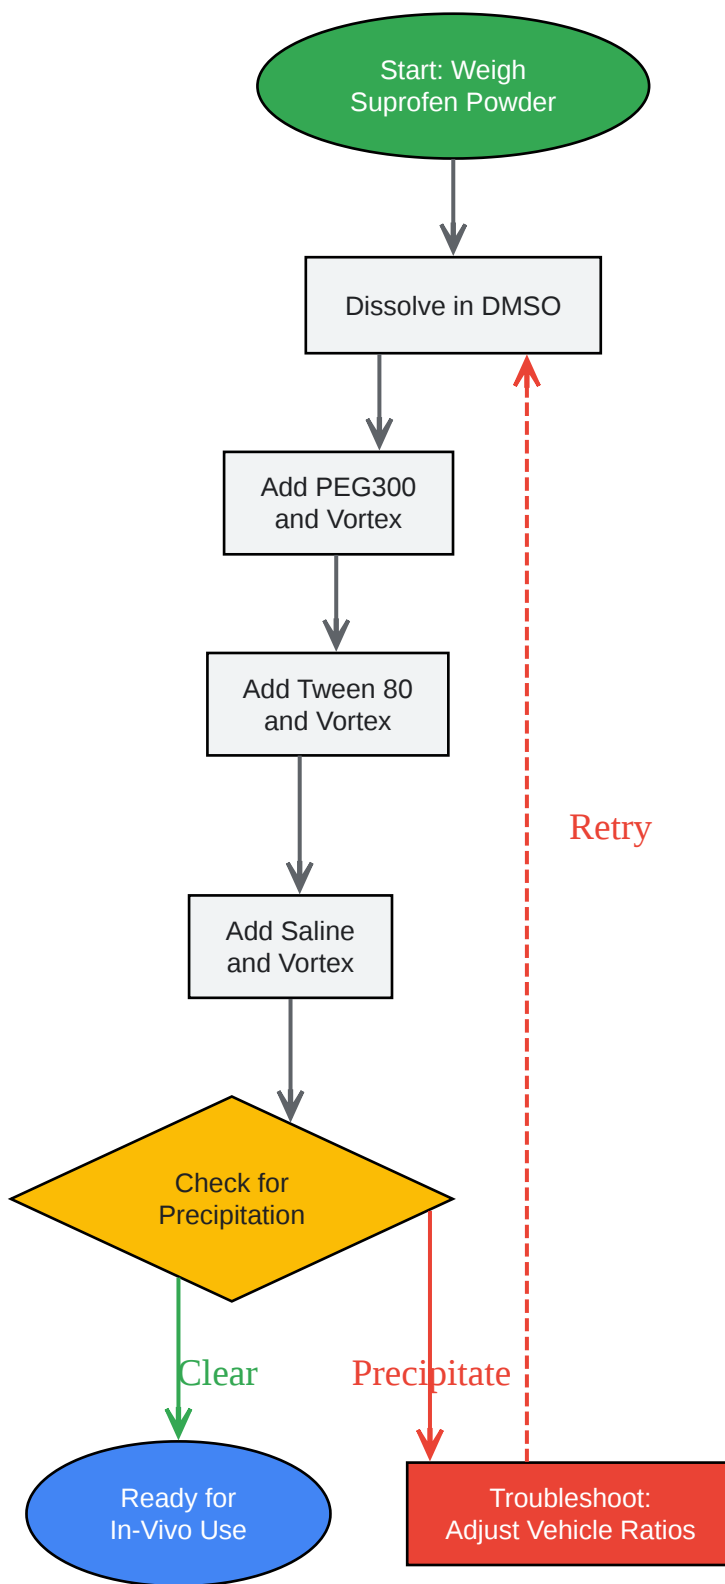 Start: Weigh
Suprofen Powder
Dissolve in DMSO
Add PEG300
and Vortex
Add Tween 80
and Vortex
Retry
Add Saline
and Vortex
Check for
Precipitation
Clear
Precipitate
Ready for
In-Vivo Use
Troubleshoot:
Adjust Vehicle Ratios